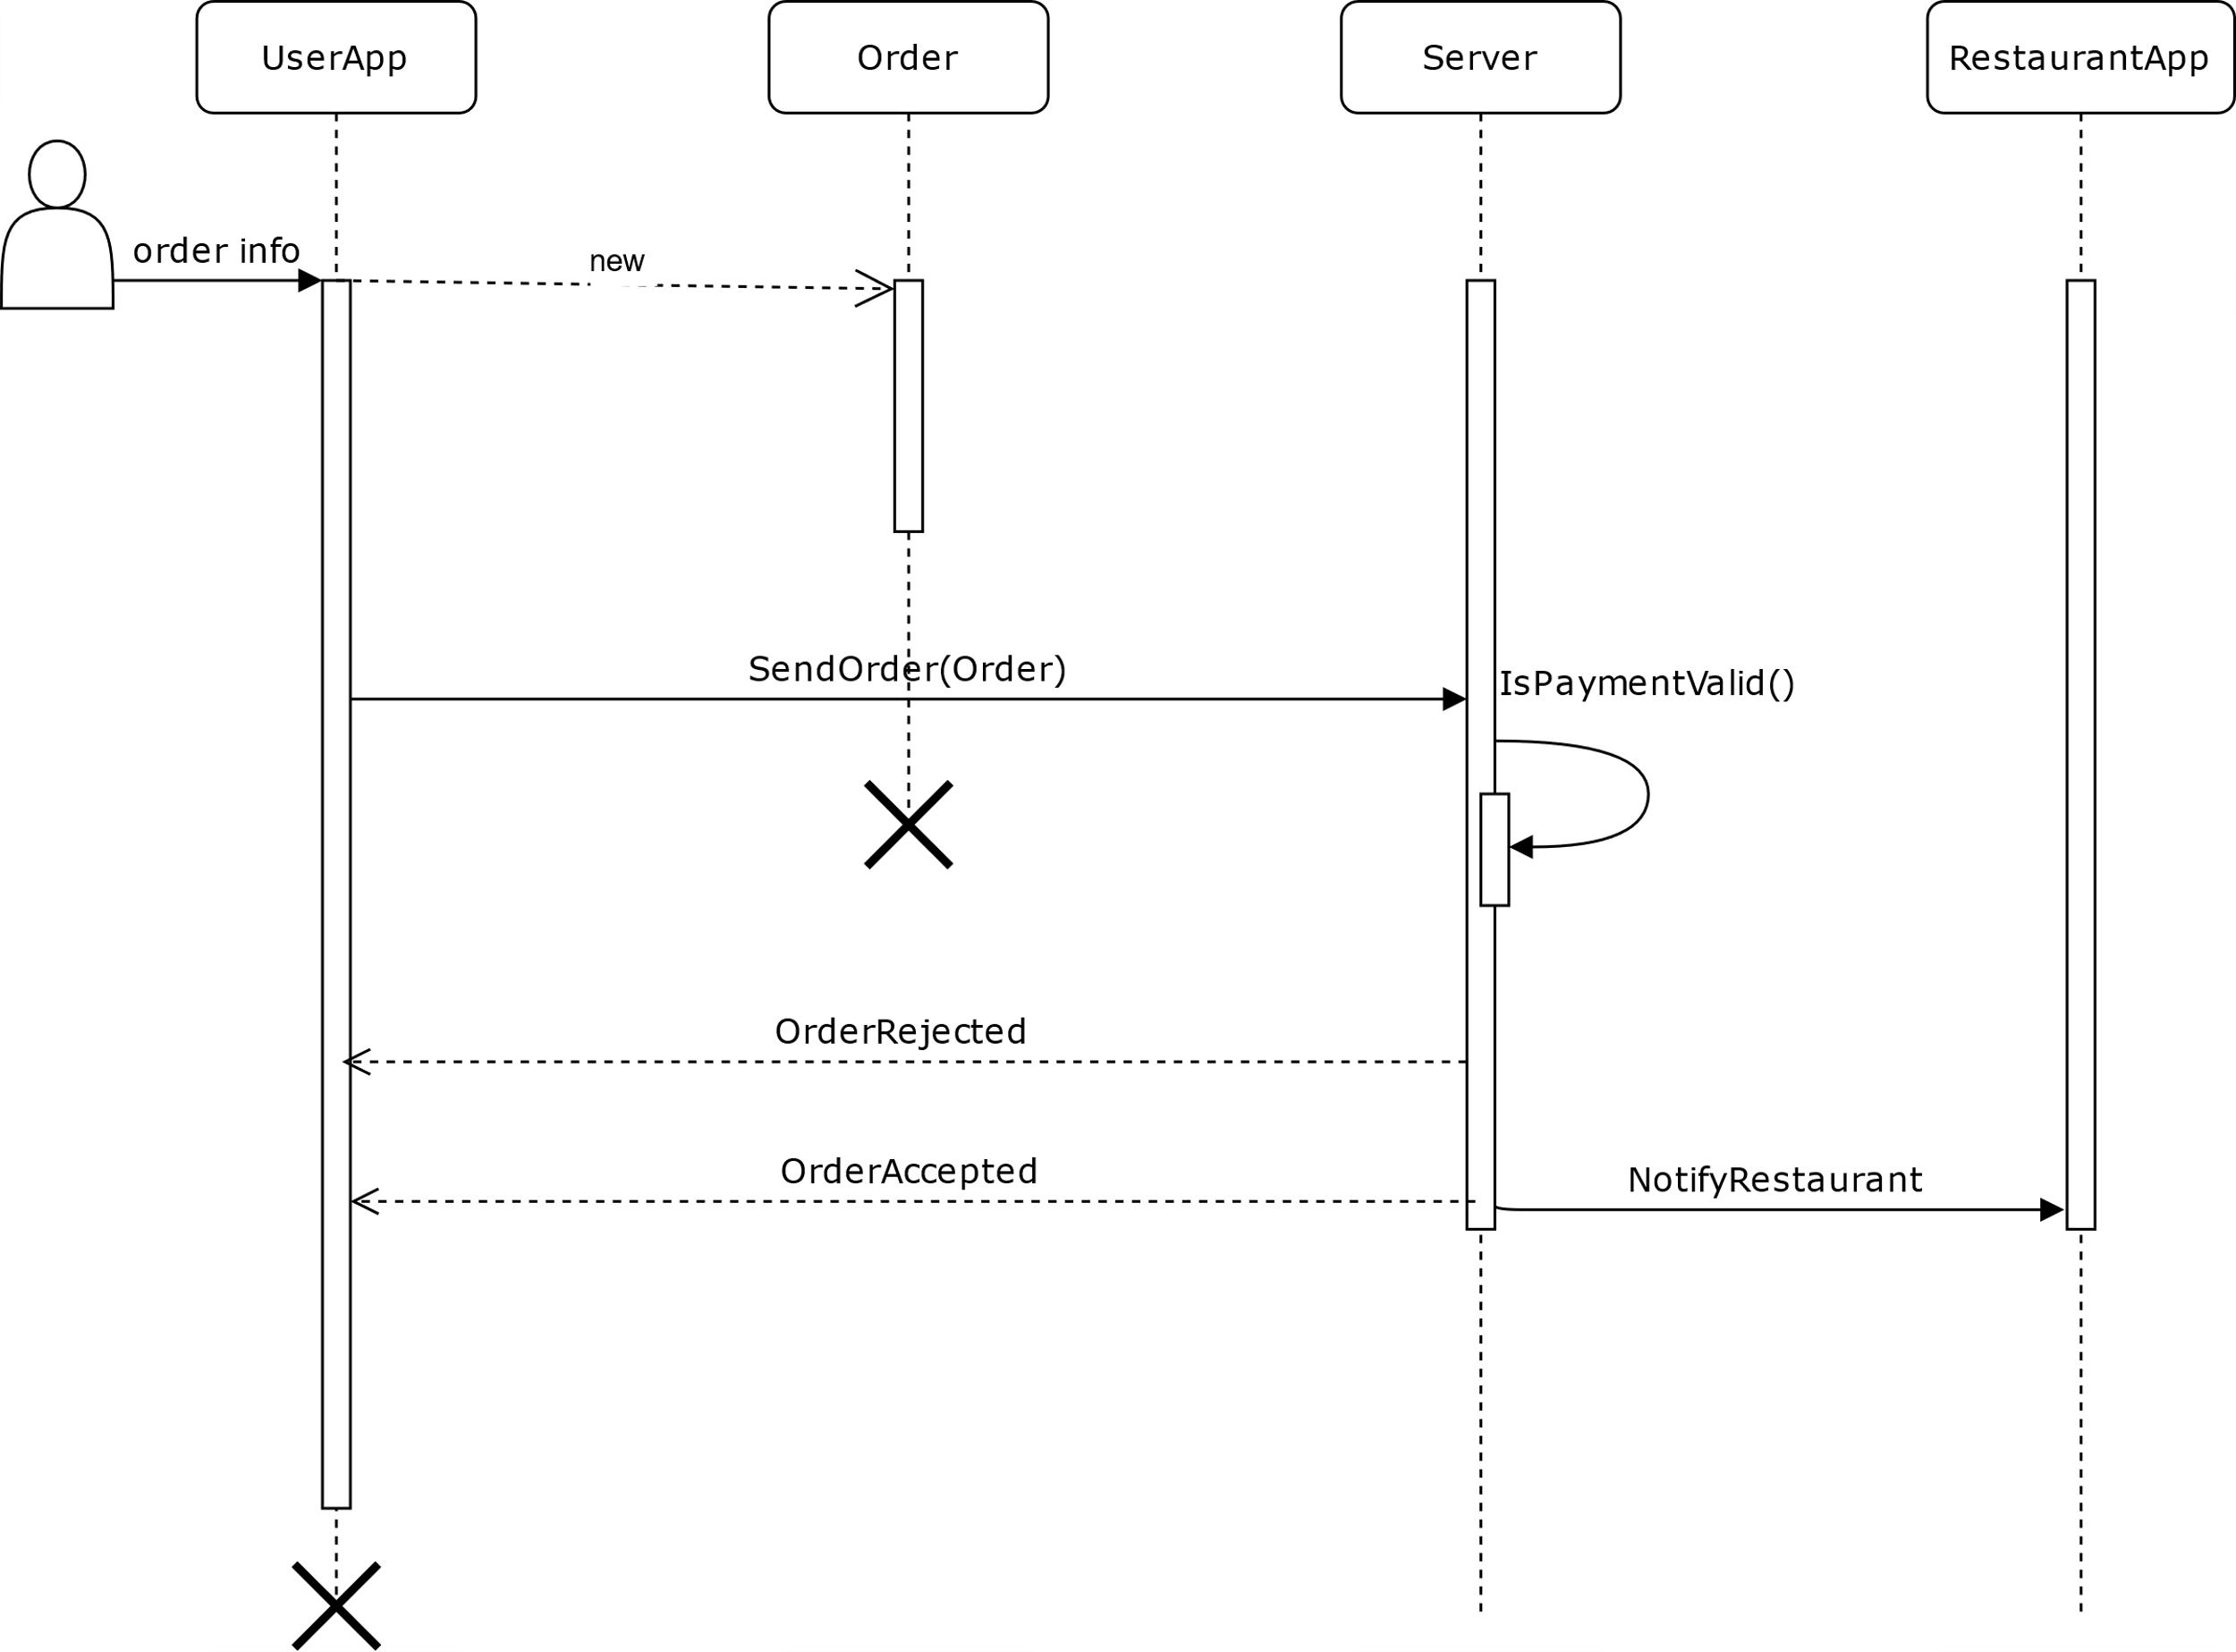 UserApp
Order
Server
RestaurantApp
order info
new
SendOrder(Order)
IsPaymentValid()
OrderRejected
OrderAccepted
NotifyRestaurant